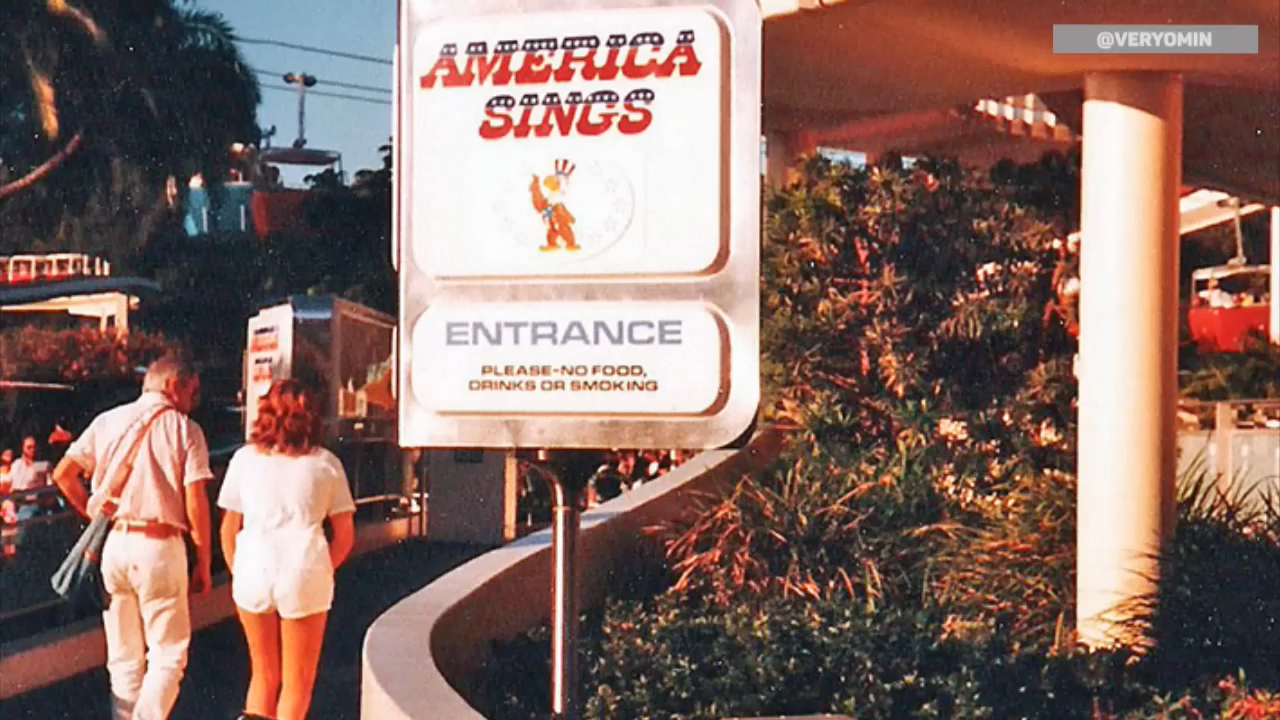 @VERYOMIN
AMERICA
SINGS
ENTRANCE
PLEASE-NO FOOD,
DRINKS OR SMOKING